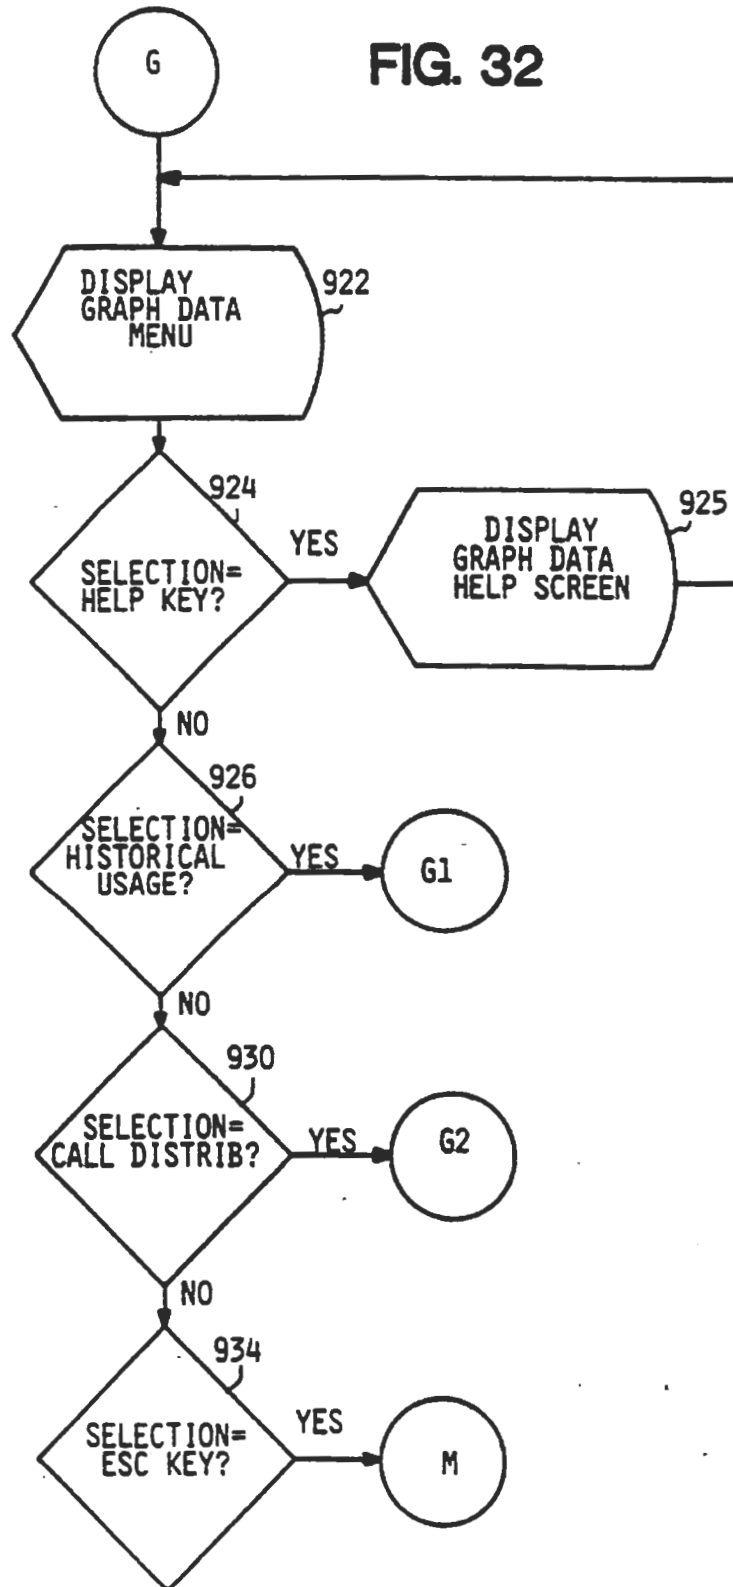 G
FIG. 32
DISPLAY
GRAPH DATA
MENU
922
924
SELECTION=
HELP KEY?
YES
DISPLAY
GRAPH DATA
HELP SCREEN
925
NO
926
SELECTION=
HISTORICAL
USAGE?
YES
G1
NO
930
SELECTION=
CALL DISTRIB?
YES
G2
NO
934
SELECTION=
ESC KEY?
YES
M